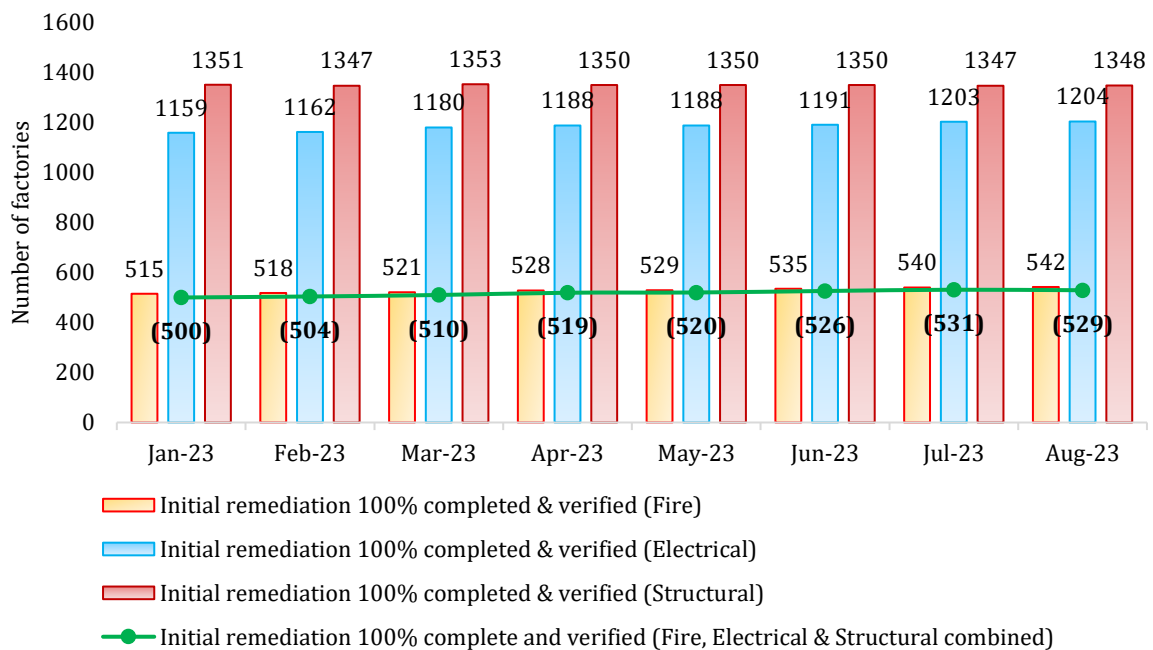 1600
1400
1200
1000
800
600
400
200
0
Number of factories
1351 1347 1353 1350 1350 1350 1347 1348
1159 1162 1180 1188 1188 1191 1203 1204
515 518 521 528 529 535 540 542
(500) (504) (510) (519) (520) (526) (531) (529)
Jan-23 Feb-23 Mar-23 Apr-23 May-23 Jun-23 Jul-23 Aug-23
Initial remediation 100% completed & verified (Fire)
Initial remediation 100% completed & verified (Electrical)
Initial remediation 100% completed & verified (Structural)
Initial remediation 100% complete and verified (Fire, Electrical & Structural combined)